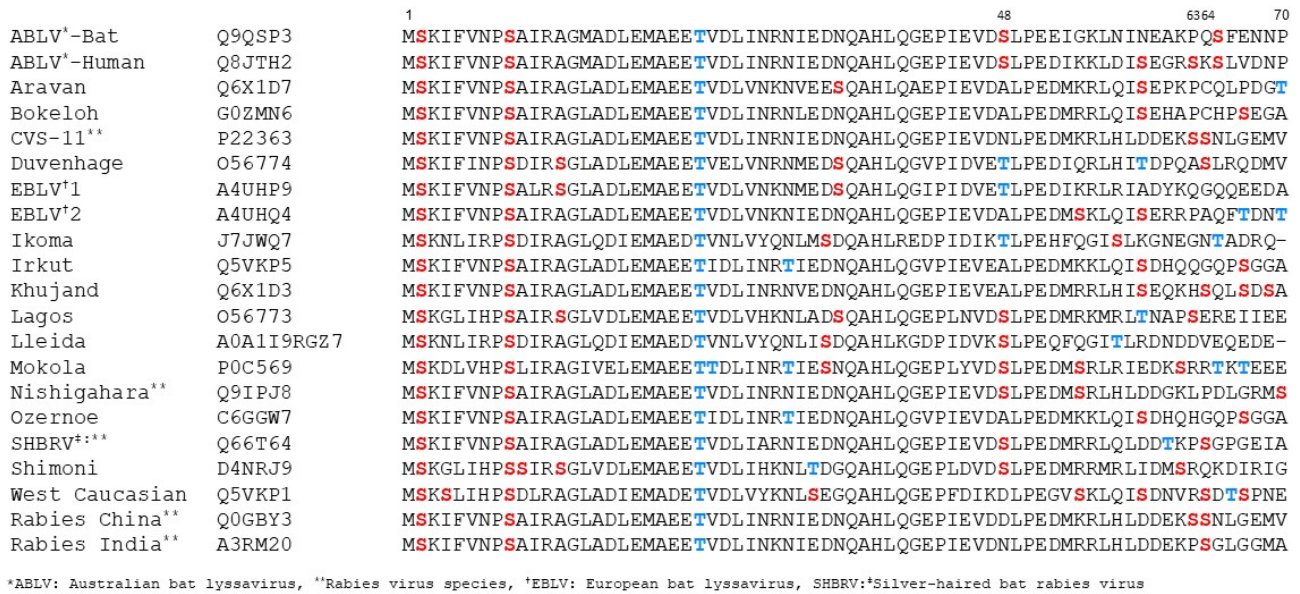 1 48 6364 70
ABLV*-Bat Q9QSP3 MSKIFVNPSAIRAGMADLEMAEETVDLINRNIEDNQAHLQGEPIEVDSLPEEIGKLNINEAKPQSFENNP
ABLV*-Human Q8JTH2 MSKIFVNPSAIRAGMADLEMAEETVDLINRNIEDNQAHLQGEPIEVDSLPEDIKKLDISEGRSKSLVDNP
Aravan Q6X1D7 MSKIFVNPSAIRAGLADLEMAEETVDLVNKNVEESQAHLQAEPIEVDALPEDMKRLQISEPKPCQLPDGT
Bokeloh G0ZMN6 MSKIFVNPSAIRAGLADLEMAEETVDLVNRNLEDNQAHLQGEPIEVDALPEDMRRLQISEHAPCHPSEGA
CVS-11** P22363 MSKIFVNPSAIRAGLADLEMAEETVDLINRNIEDNQAHLQGEPIEVDNLPEDMKRLHLDDEKSSNLGEMV
Duvenhage O56774 MSKIFINPSDIRSGLADLEMAEETVELVNRNMEDSQAHLQGVPIDVETLPEDIQRLHITDPQASLRQDMV
EBLV†1 A4UHP9 MSKIFVNPSALRSGLADLEMAEETVDLVNKNMEDSQAHLQGIPIDVETLPEDIKRLRIADYKQGQQEEDA
EBLV†2 A4UHQ4 MSKIFVNPSAIRAGLADLEMAEETVDLVNKNIEDNQAHLQGEPIEVDALPEDMSKLQISERRPAQFTDNT
Ikoma J7JWQ7 MSKNLIRPSDIRAGLQDIEMAEDTVNLVYQNLMSDQAHLREDPIDIKTLPEHFQGISLKGNEGNTADRQ-
Irkut Q5VKP5 MSKIFVNPSAIRAGLADLEMAEETIDLINRTIEDNQAHLQGVPIEVEALPEDMKKLQISDHQQGQPSGGA
Khujand Q6X1D3 MSKIFVNPSAIRAGLADLEMAEETVDLINRNVEDNQAHLQGEPIEVEALPEDMRRLHISEQKHSQLSDSA
Lagos O56773 MSKGLIHPSAIRSGLVDLEMAEETVDLVHKNLADSQAHLQGEPLNVDSLPEDMRKMRLTNAPSEREIIEE
Lleida A0A1I9RGZ7 MSKNLIRPSDIRAGLQDIEMAEDTVNLVYQNLISDQAHLKGDPIDVKSLPEQFQGITLRDNDDVEQEDE-
Mokola P0C569 MSKDLVHPSLIRAGIVELEMAEETTDLINRTIESNQAHLQGEPLYVDSLPEDMSRLRIEDKSRRTKTEEE
Nishigahara** Q9IPJ8 MSKIFVNPSAIRAGLADLEMAEETVDLINRNIEDNQAHLQGEPIEVDSLPEDMSRLHLDDGKLPDLGRMS
Ozernoe C6GGW7 MSKIFVNPSAIRAGLADLEMAEETIDLINRTIEDNQAHLQGVPIEVDALPEDMKKLQISDHQHGQPSGGA
SHBRV‡:** Q66T64 MSKIFVNPSAIRAGLADLEMAEETVDLIARNIEDNQAHLQGEPIEVDSLPEDMRRLQLDDTKPSGPGEIA
Shimoni D4NRJ9 MSKGLIHPSSIRSGLVDLEMAEETVDLIHKNLTDGQAHLQGEPLDVDSLPEDMRRMRLIDMSRQKDIRIG
West Caucasian Q5VKP1 MSKSLIHPSDLRAGLADIEMADETVDLVYKNLSEGQAHLQGEPFDIKDLPEGVSKLQISDNVRSDTSPNE
Rabies China** Q0GBY3 MSKIFVNPSAIRAGLADLEMAEETVDLINRNIEDNQAHLQGEPIEVDDLPEDMKRLHLDDEKSSNLGEMV
Rabies India** A3RM20 MSKIFVNPSAIRAGLADLEMAEETVDLINKNIEDNQAHLQGEPIEVDNLPEDMKRLHLDDEKPSGLGGMA
*ABLV: Australian bat lyssavirus, **Rabies virus species, †EBLV: European bat lyssavirus, SHBRV:‡Silver-haired bat rabies virus